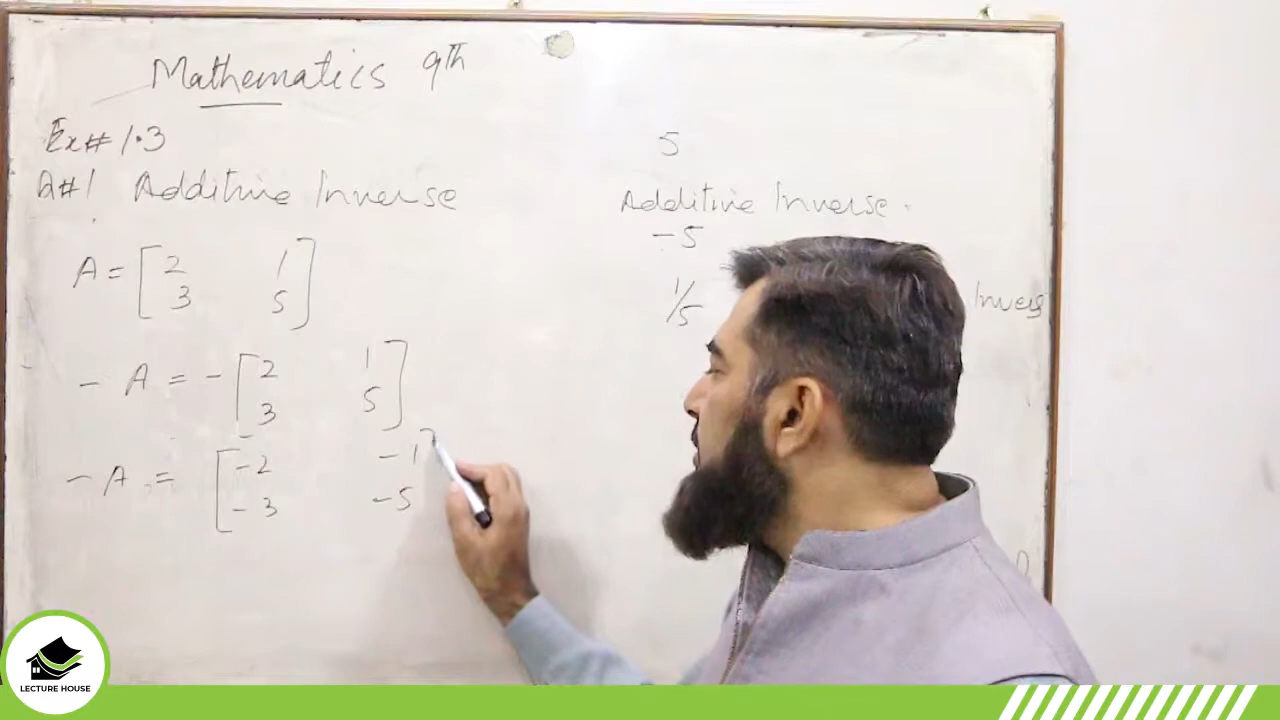 Mathematics 9th
Ex# 1.3
Q#1 Additive Inverse
A = [2 1
3 5]
- A = - [2 1
3 5]
- A = [-2 -1
-3 -5
5
Additive Inverse.
-5
1/5
LECTURE HOUSE